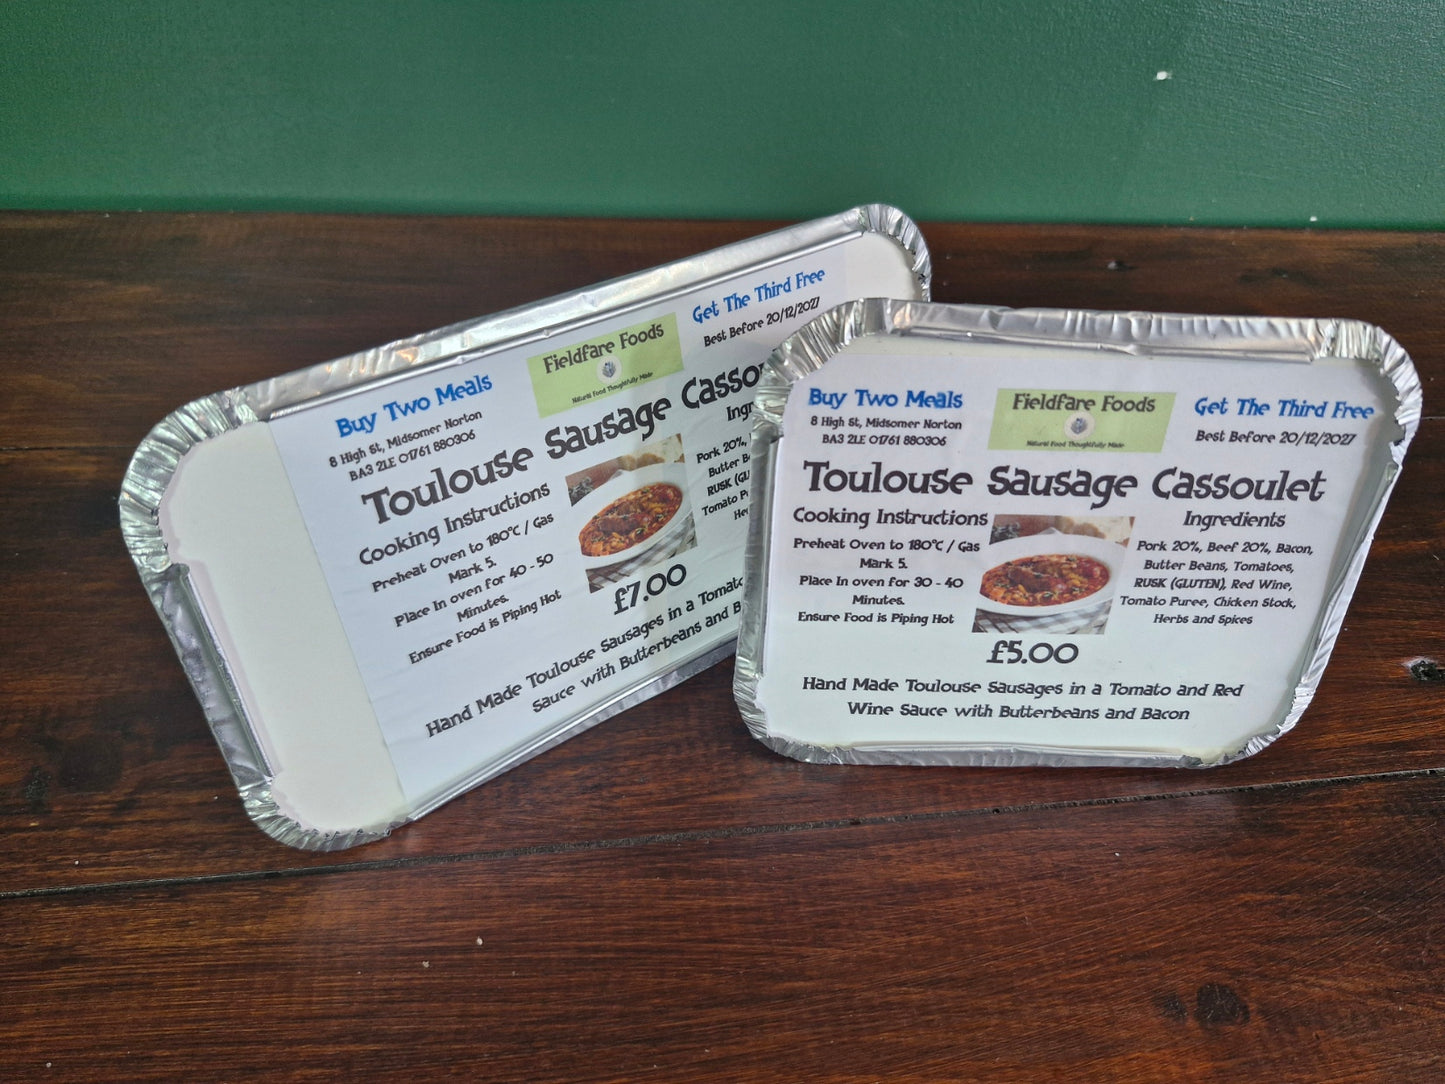 Buy Two Meals
8 High St, Midsomer Norton
BA3 2LE 01761 880306
Fieldfare Foods
Natural Food Thoughtfully Made
Get The Third Free
Best Before 20/12/2027
Toulouse Sausage
Cooking Instructions
Preheat Oven to 180°C / Gas
Mark 5.
Place In oven for 40 - 50
Minutes.
Ensure Food is Piping Hot
Pork 20%,
Butter
Tomato
£7.00
Hand Made Toulouse Sausages in a
Sauce with Butterbeans and
Buy Two Meals
8 High St, Midsomer Norton
BA3 2LE 01761 880306
Fieldfare Foods
Natural Food Thoughtfully Made
Get The Third Free
Best Before 20/12/2027
Toulouse Sausage Cassoulet
Cooking Instructions
Preheat Oven to 180°C / Gas
Mark 5.
Place In oven for 30 - 40
Minutes.
Ensure Food is Piping Hot
Ingredients
Pork 20%, Beef 20%, Bacon,
Butter Beans, Tomatoes,
RUSK (GLUTEN), Red Wine,
Tomato Puree, Chicken Stock,
Herbs and Spices
£5.00
Hand Made Toulouse Sausages in a Tomato and Red
Wine Sauce with Butterbeans and Bacon